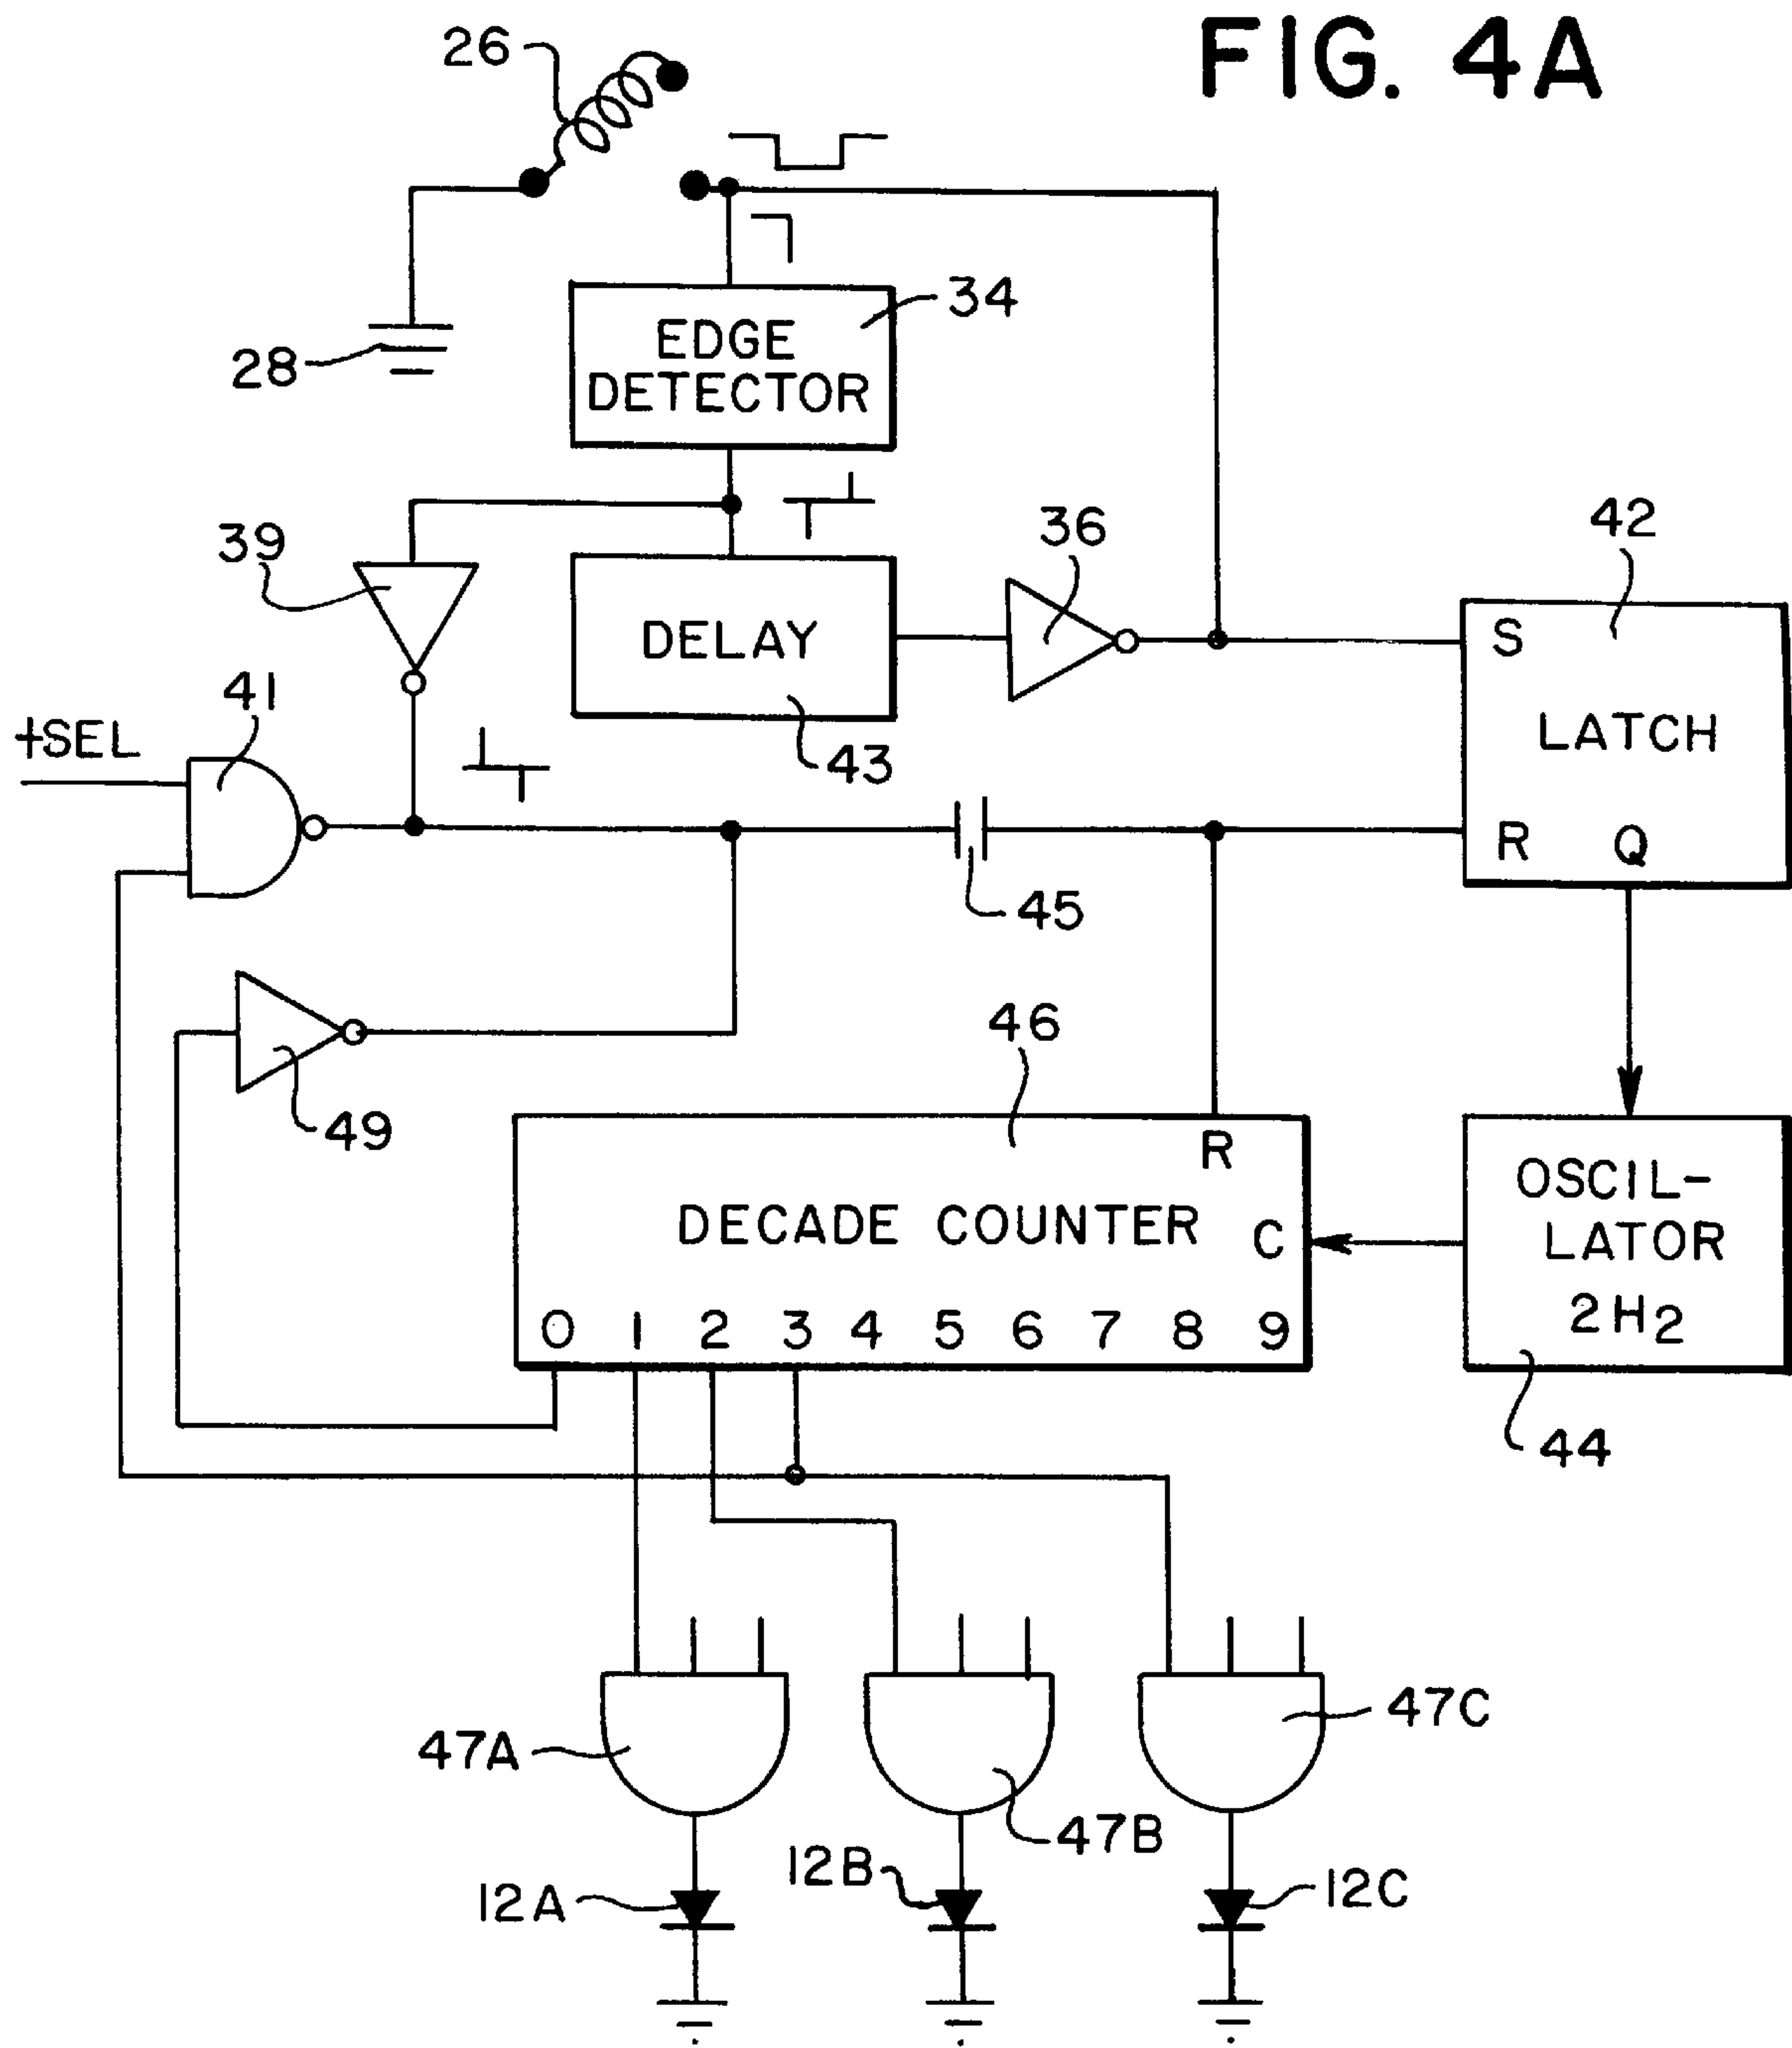 FIG. 4A
26
34
EDGE
DETECTOR
28
39
36
42
S
DELAY
LATCH
41
+SEL
43
R Q
45
46
49
R
OSCIL-
DECADE COUNTER
C
LATOR
2H2
0 1 2 3 4 5 6 7 8 9
44
47A
47C
47B
12A
12B
12C